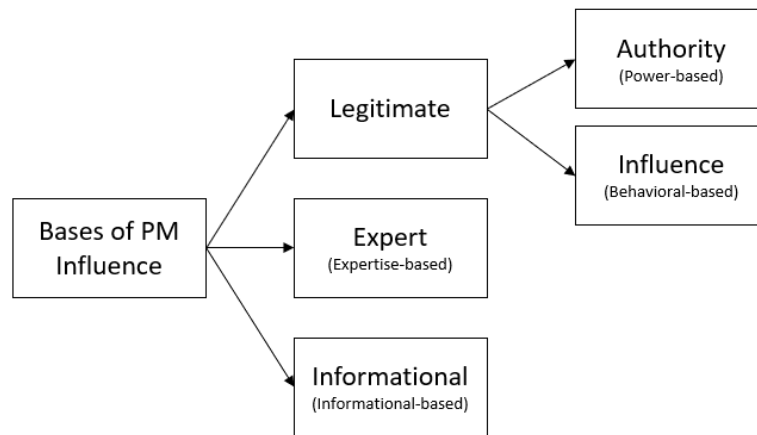 Authority
(Power-based)
Legitimate
Influence
(Behavioral-based)
Bases of PM
Influence
Expert
(Expertise-based)
Informational
(Informational-based)